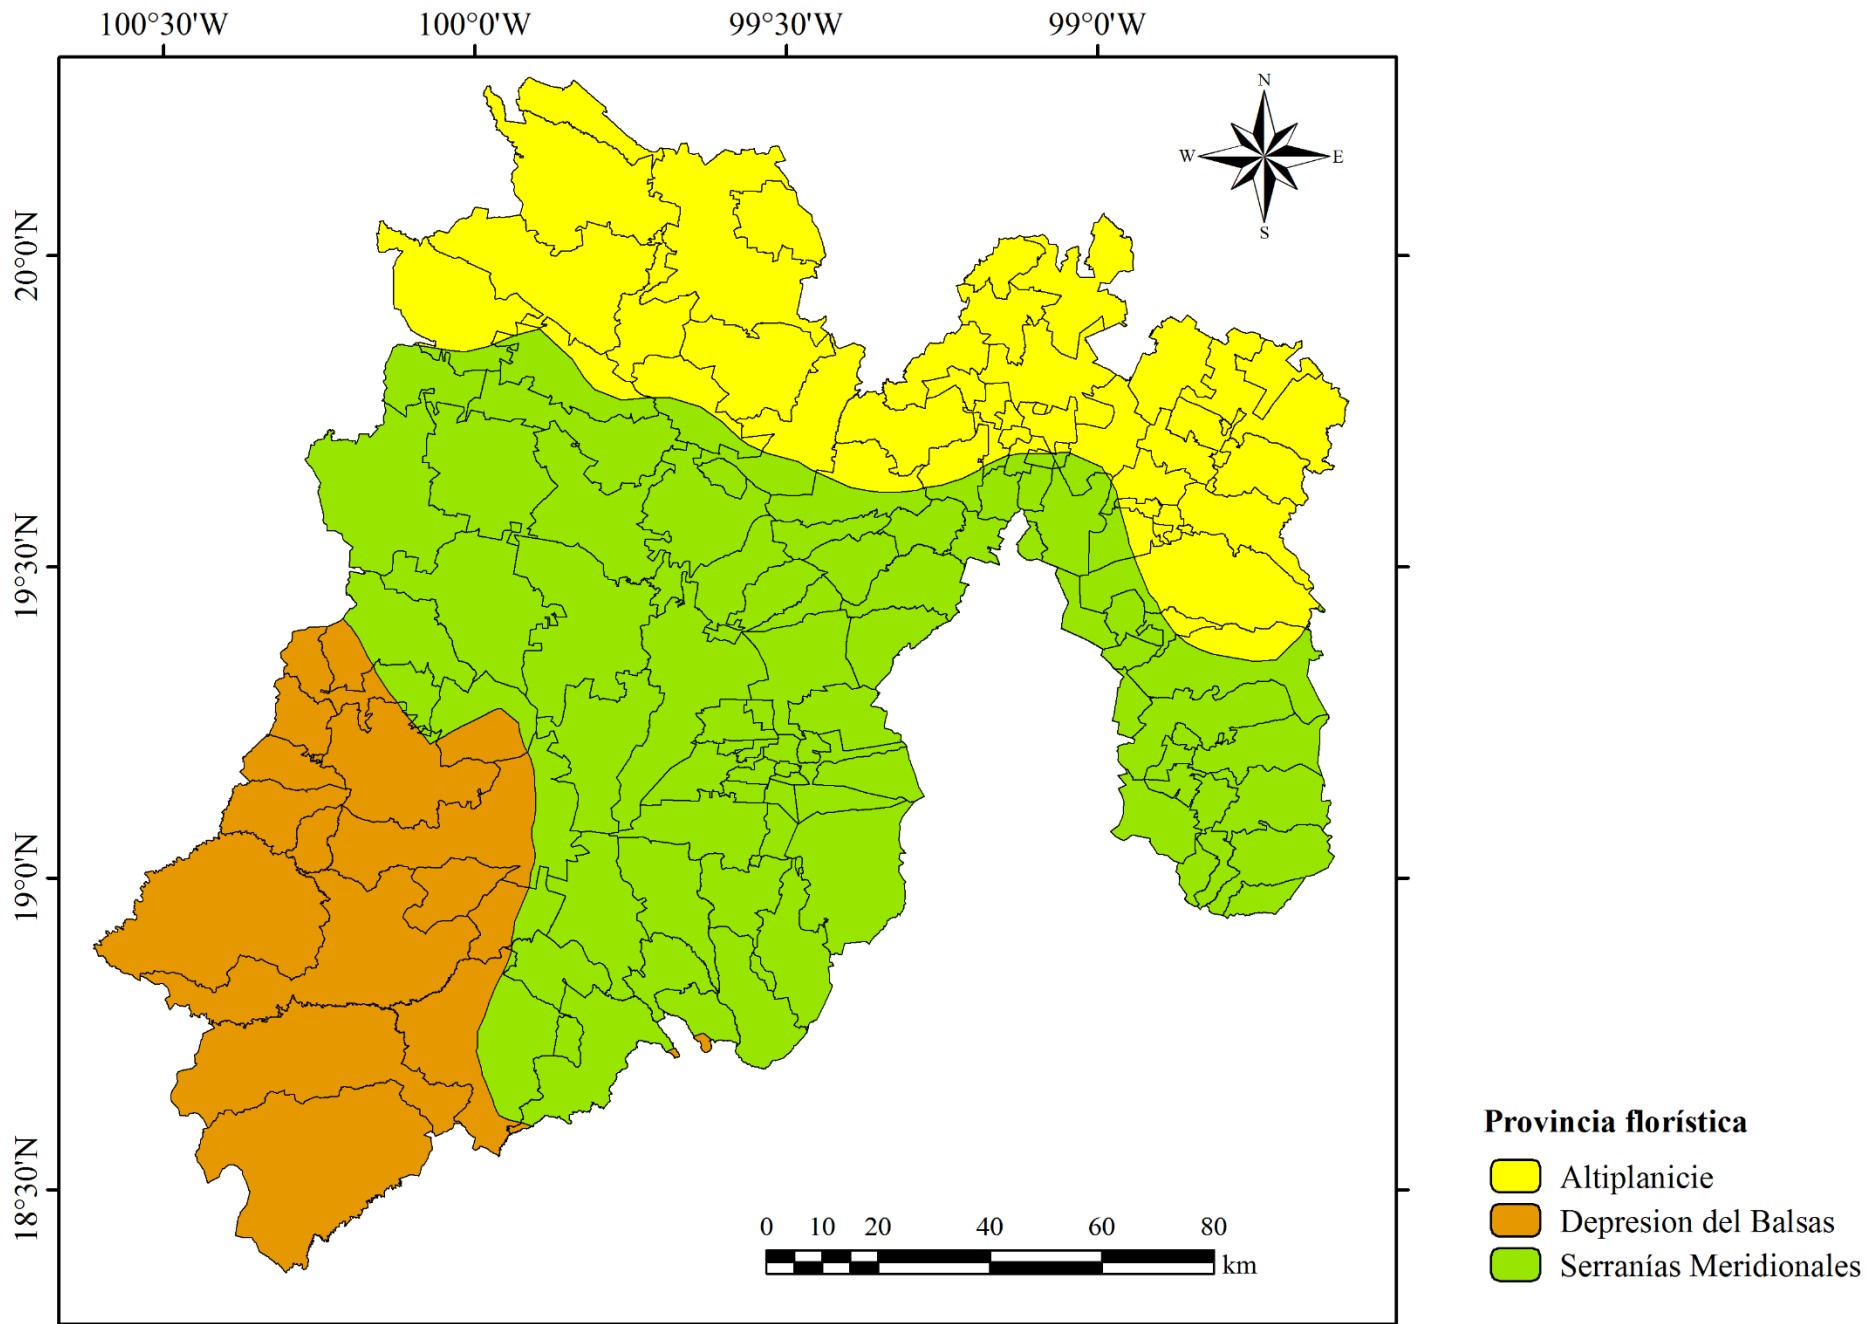 100°30'W 100°0'W 99°30'W 99°0'W
N
W E
S
20°0'N
19°30'N
19°0'N
18°30'N
Provincia florística
Altiplanicie
Depresion del Balsas
Serranías Meridionales
0 10 20 40 60 80
km